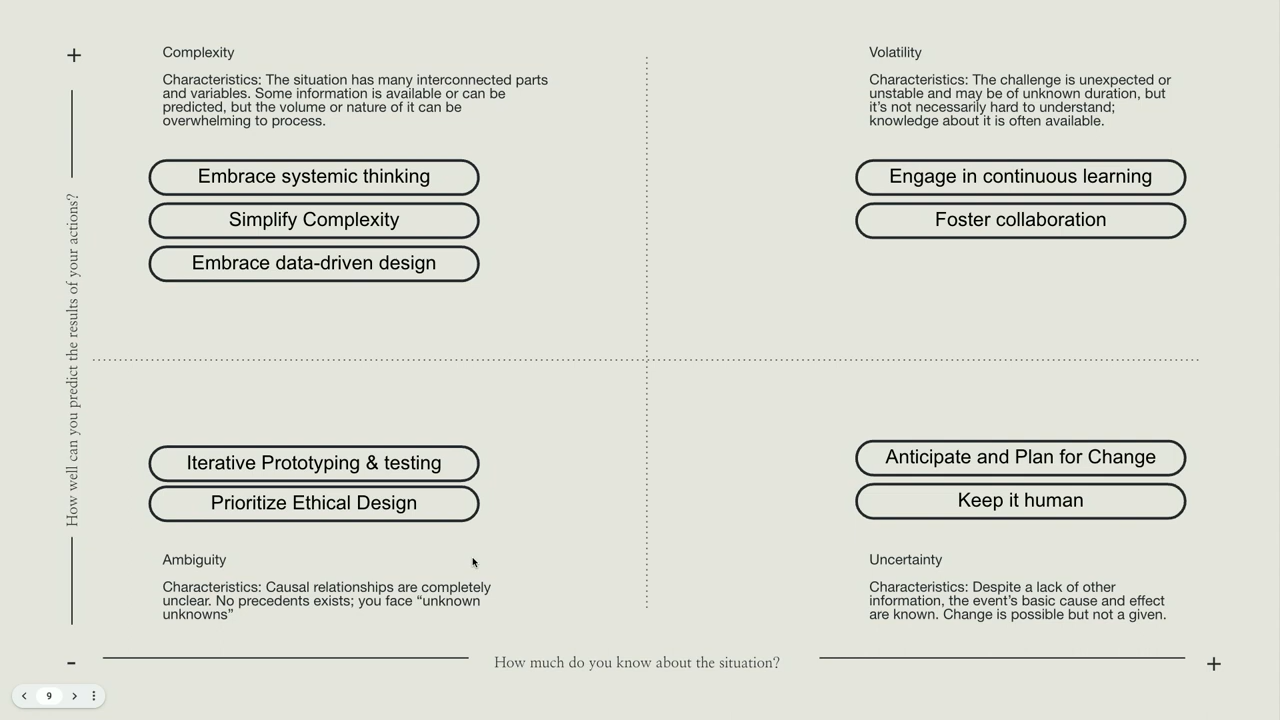 +
Complexity
Characteristics: The situation has many interconnected parts
and variables. Some information is available or can be
predicted, but the volume or nature of it can be
overwhelming to process.
Embrace systemic thinking
Simplify Complexity
Embrace data-driven design
Volatility
Characteristics: The challenge is unexpected or
unstable and may be of unknown duration, but
it’s not necessarily hard to understand;
knowledge about it is often available.
Engage in continuous learning
Foster collaboration
How well can you predict the results of your actions?
Iterative Prototyping & testing
Prioritize Ethical Design
Ambiguity
Characteristics: Causal relationships are completely
unclear. No precedents exists; you face “unknown
unknowns”
Anticipate and Plan for Change
Keep it human
Uncertainty
Characteristics: Despite a lack of other
information, the event’s basic cause and effect
are known. Change is possible but not a given.
-
How much do you know about the situation?
+
9